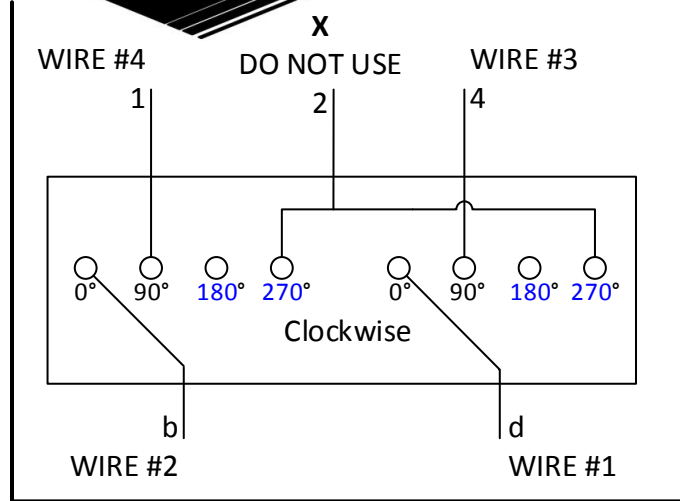 X
WIRE #4 DO NOT USE WIRE #3
1 2 4
0° 90° 180° 270° 0° 90° 180° 270°
Clockwise
b d
WIRE #2 WIRE #1